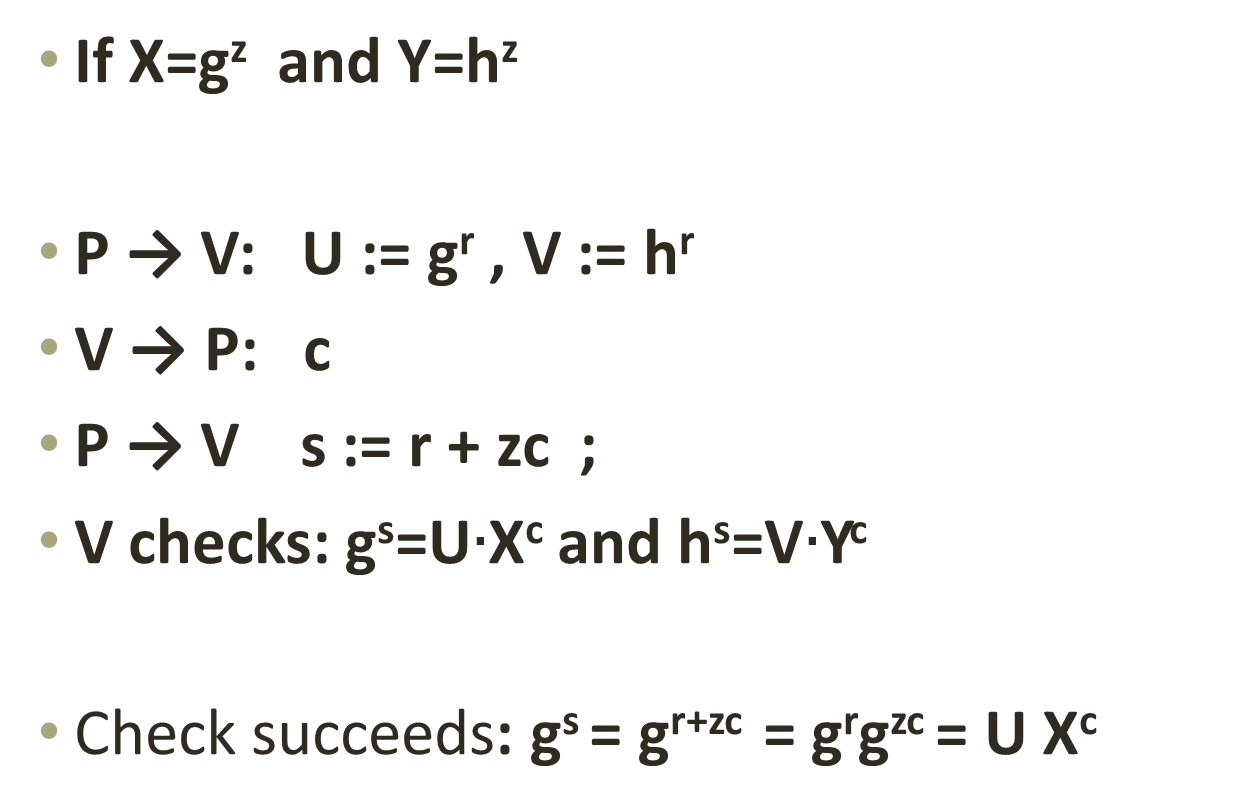 • If X=gᶻ and Y=hᶻ
• P → V: U := gʳ , V := hʳ
• V → P: c
• P → V s := r + zc ;
• V checks: gˢ=U·Xᶜ and hˢ=V·Yᶜ
• Check succeeds: gˢ = gʳ⁺ᶻᶜ = gʳgᶻᶜ = U Xᶜ